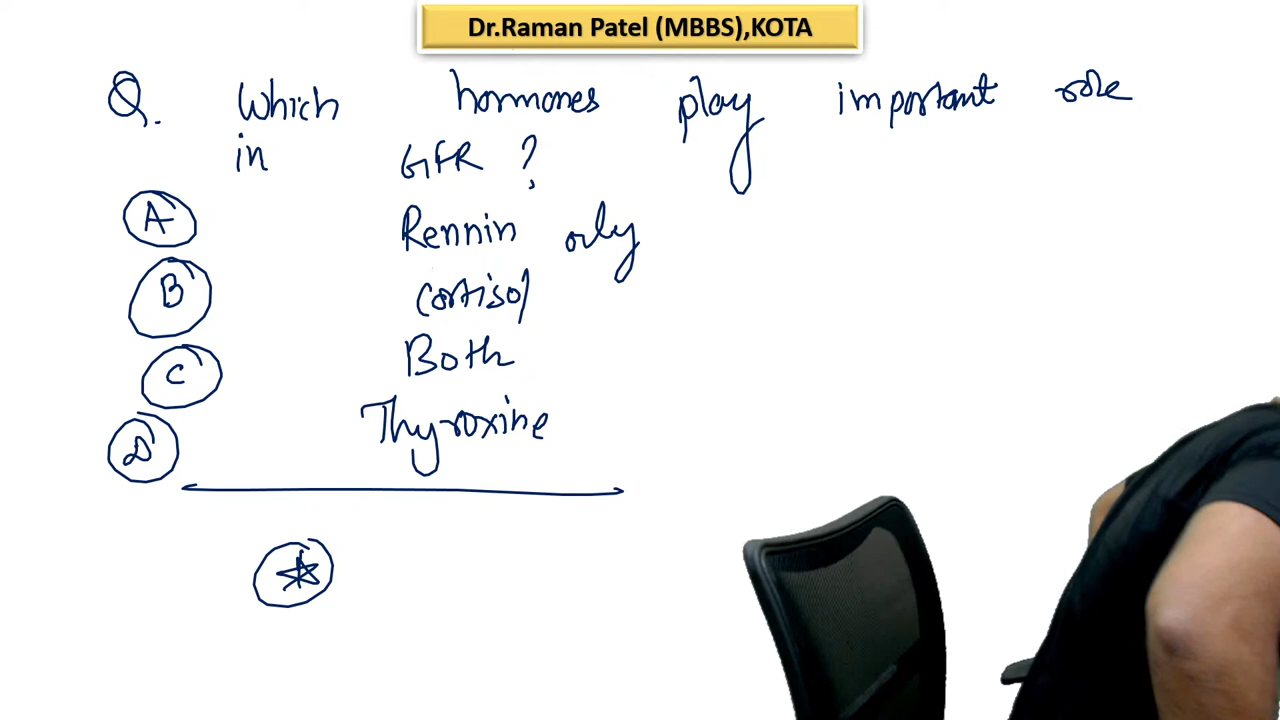 Dr.Raman Patel (MBBS),KOTA
Q. Which hormones play important role
in GFR ?
A Rennin only
B Cortisol
C Both
D Thyroxine